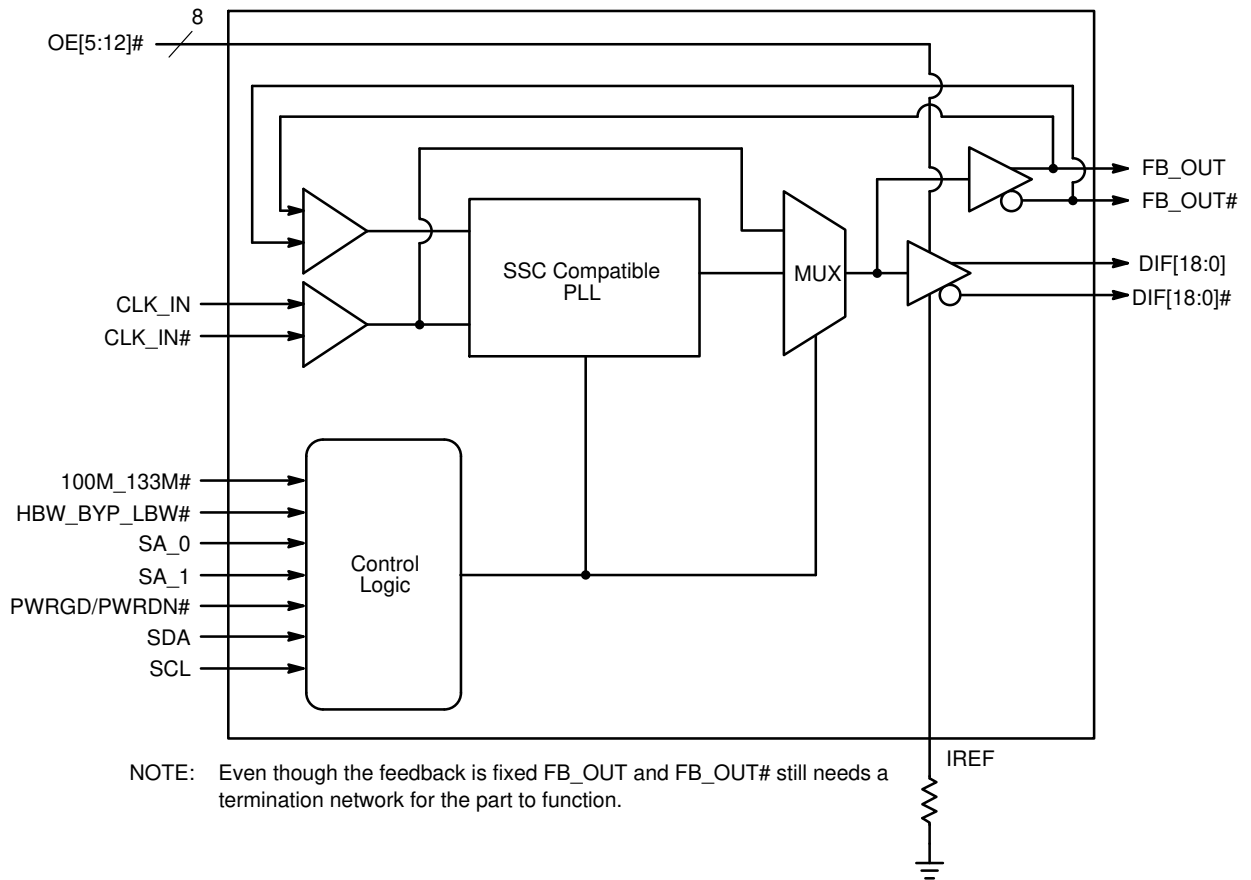 8
OE[5:12]#
FB_OUT
FB_OUT#
SSC Compatible
PLL
MUX
DIF[18:0]
DIF[18:0]#
CLK_IN
CLK_IN#
100M_133M#
HBW_BYP_LBW#
SA_0
SA_1
PWRGD/PWRDN#
SDA
SCL
Control
Logic
IREF
NOTE: Even though the feedback is fixed FB_OUT and FB_OUT# still needs a
termination network for the part to function.